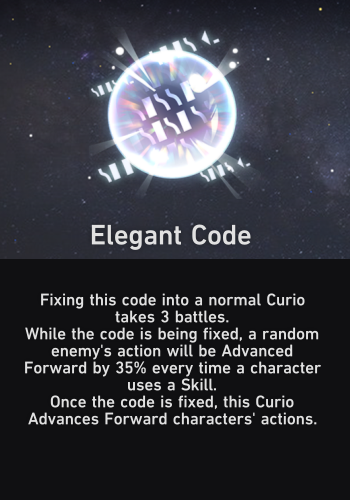 Elegant Code
Fixing this code into a normal Curio
takes 3 battles.
While the code is being fixed, a random
enemy's action will be Advanced
Forward by 35% every time a character
uses a Skill.
Once the code is fixed, this Curio
Advances Forward characters' actions.